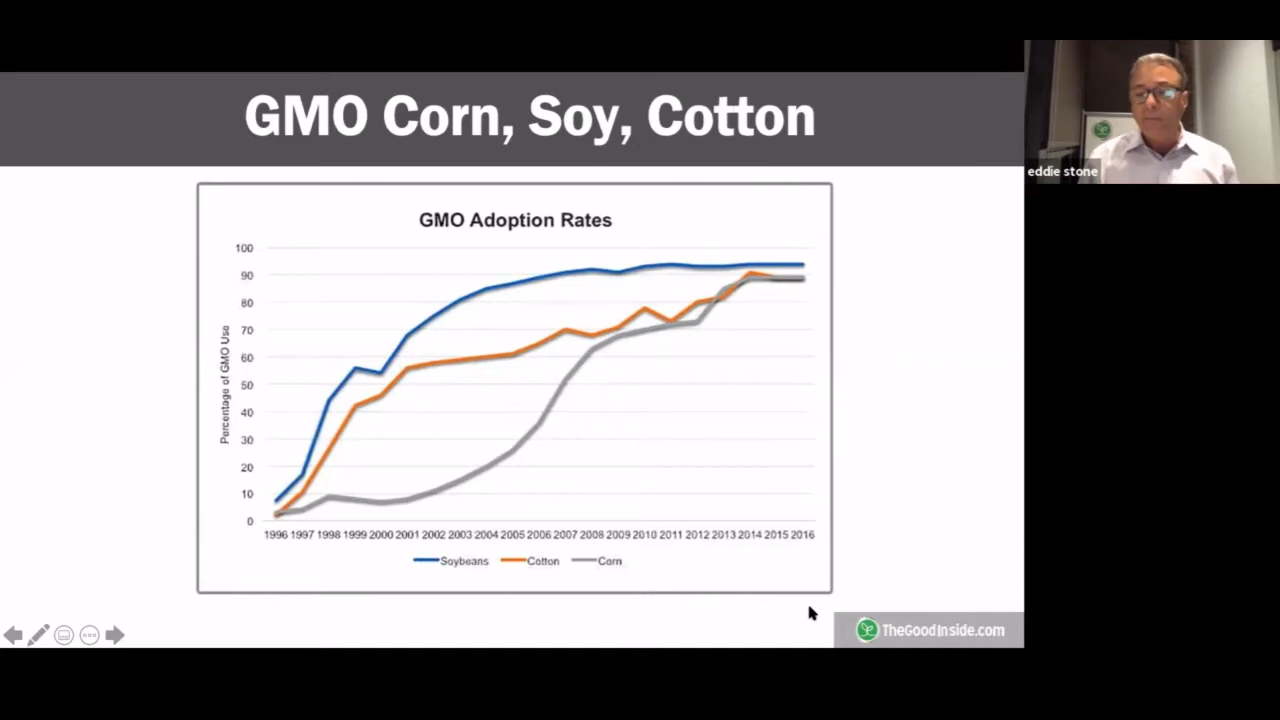 GMO Corn, Soy, Cotton
eddie stone
GMO Adoption Rates
Percentage of GMO Use
100
90
80
70
60
50
40
30
20
10
0
1996 1997 1998 1999 2000 2001 2002 2003 2004 2005 2006 2007 2008 2009 2010 2011 2012 2013 2014 2015 2016
Soybeans Cotton Corn
TheGoodInside.com